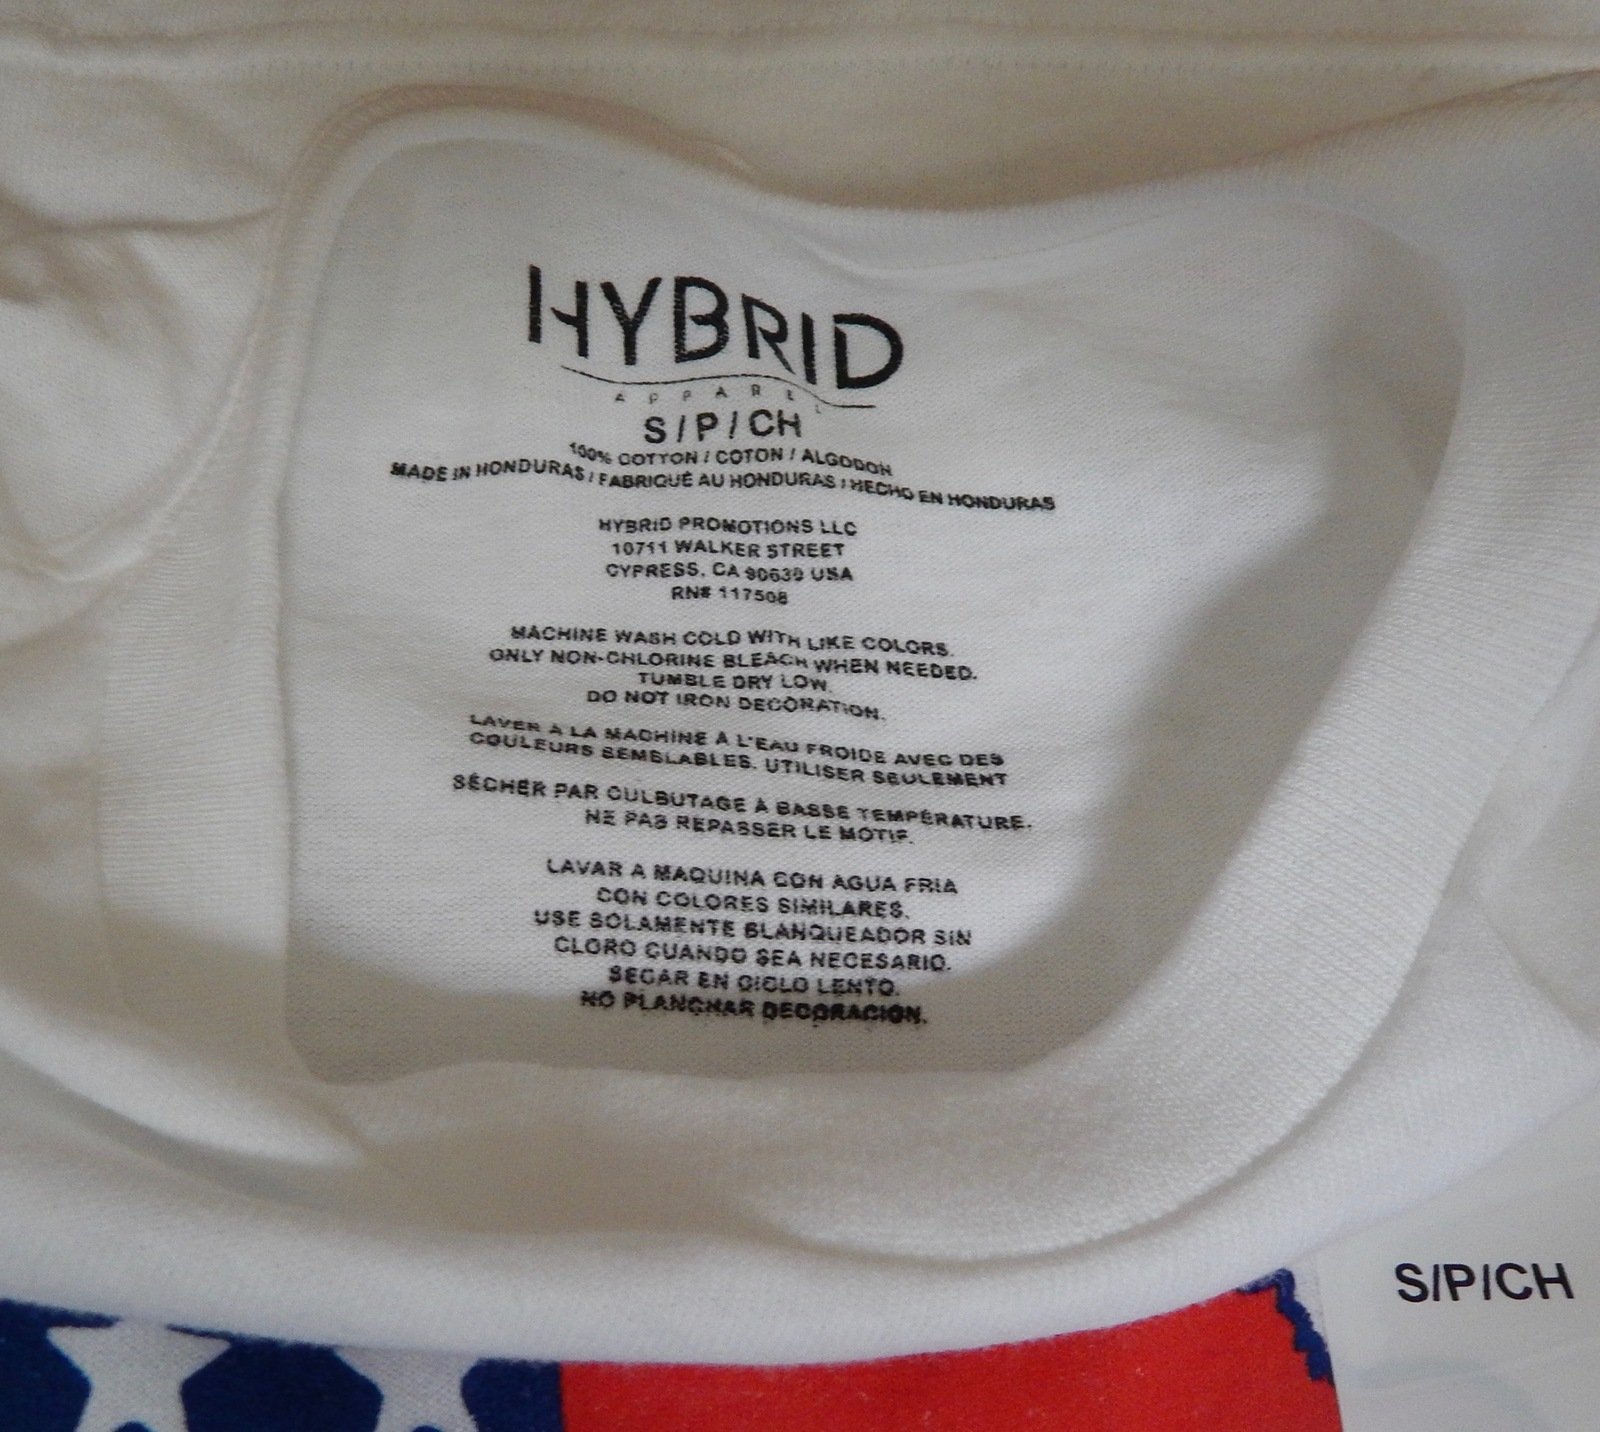 HYBRID
APPAREL
S/P/CH
100% COTTON / COTON / ALGODON
MADE IN HONDURAS / FABRIQUÉ AU HONDURAS / HECHO EN HONDURAS
HYBRID PROMOTIONS LLC
10711 WALKER STREET
CYPRESS, CA 90630 USA
RN# 117508
MACHINE WASH COLD WITH LIKE COLORS.
ONLY NON-CHLORINE BLEACH WHEN NEEDED.
TUMBLE DRY LOW.
DO NOT IRON DECORATION.
LAVER A LA MACHINE À L'EAU FROIDE AVEC DES
COULEURS SEMBLABLES. UTILISER SEULEMENT
SÉCHER PAR CULBUTAGE À BASSE TEMPÉRATURE.
NE PAS REPASSER LE MOTIF.
LAVAR A MAQUINA CON AGUA FRIA
CON COLORES SIMILARES.
USE SOLAMENTE BLANQUEADOR SIN
CLORO CUANDO SEA NECESARIO.
SECAR EN CICLO LENTO.
NO PLANCHAR DECORACION.
S/P/CH